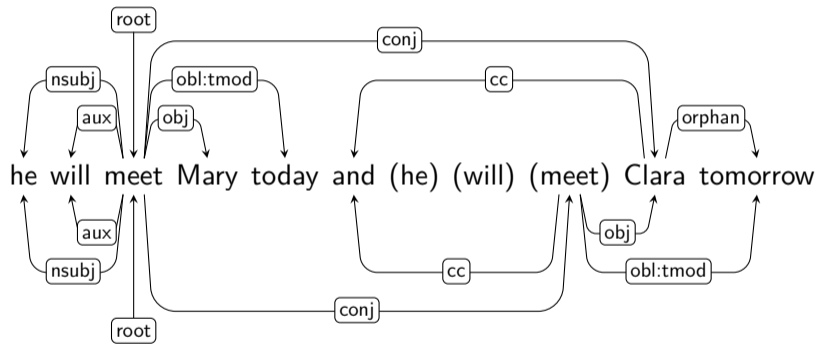 root
conj
nsubj obl:tmod cc
aux obj orphan
he will meet Mary today and (he) (will) (meet) Clara tomorrow
aux obj
nsubj cc obl:tmod
conj
root